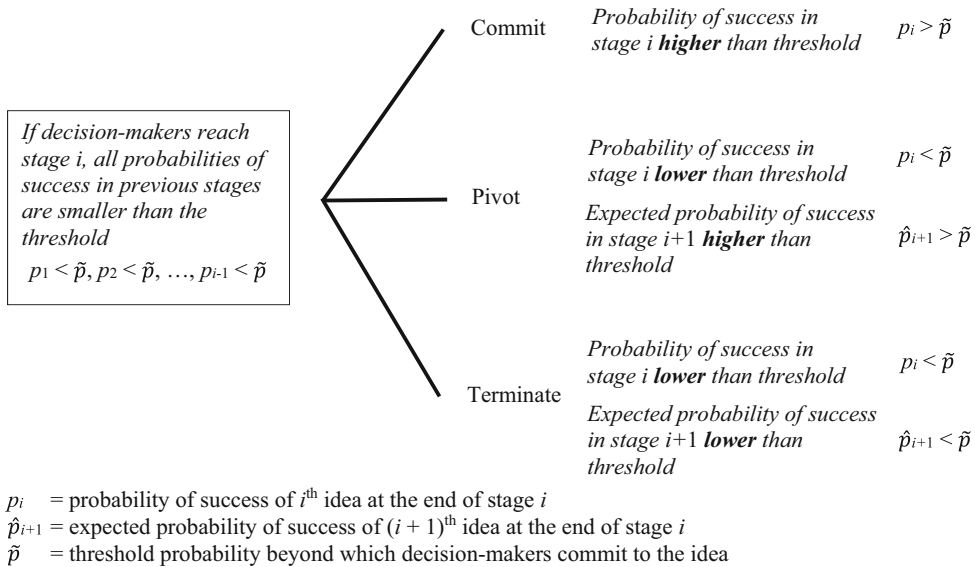 Commit
Probability of success in
stage i higher than threshold
pᵢ > p̃
If decision-makers reach
stage i, all probabilities of
success in previous stages
are smaller than the
threshold
p₁ < p̃, p₂ < p̃, …, pᵢ₋₁ < p̃
Pivot
Probability of success in
stage i lower than threshold
pᵢ < p̃
Expected probability of success
in stage i+1 higher than
threshold
p̂ᵢ₊₁ > p̃
Terminate
Probability of success in
stage i lower than threshold
pᵢ < p̃
Expected probability of success
in stage i+1 lower than
threshold
p̂ᵢ₊₁ < p̃
pᵢ = probability of success of iᵗʰ idea at the end of stage i
p̂ᵢ₊₁ = expected probability of success of (i + 1)ᵗʰ idea at the end of stage i
p̃ = threshold probability beyond which decision-makers commit to the idea